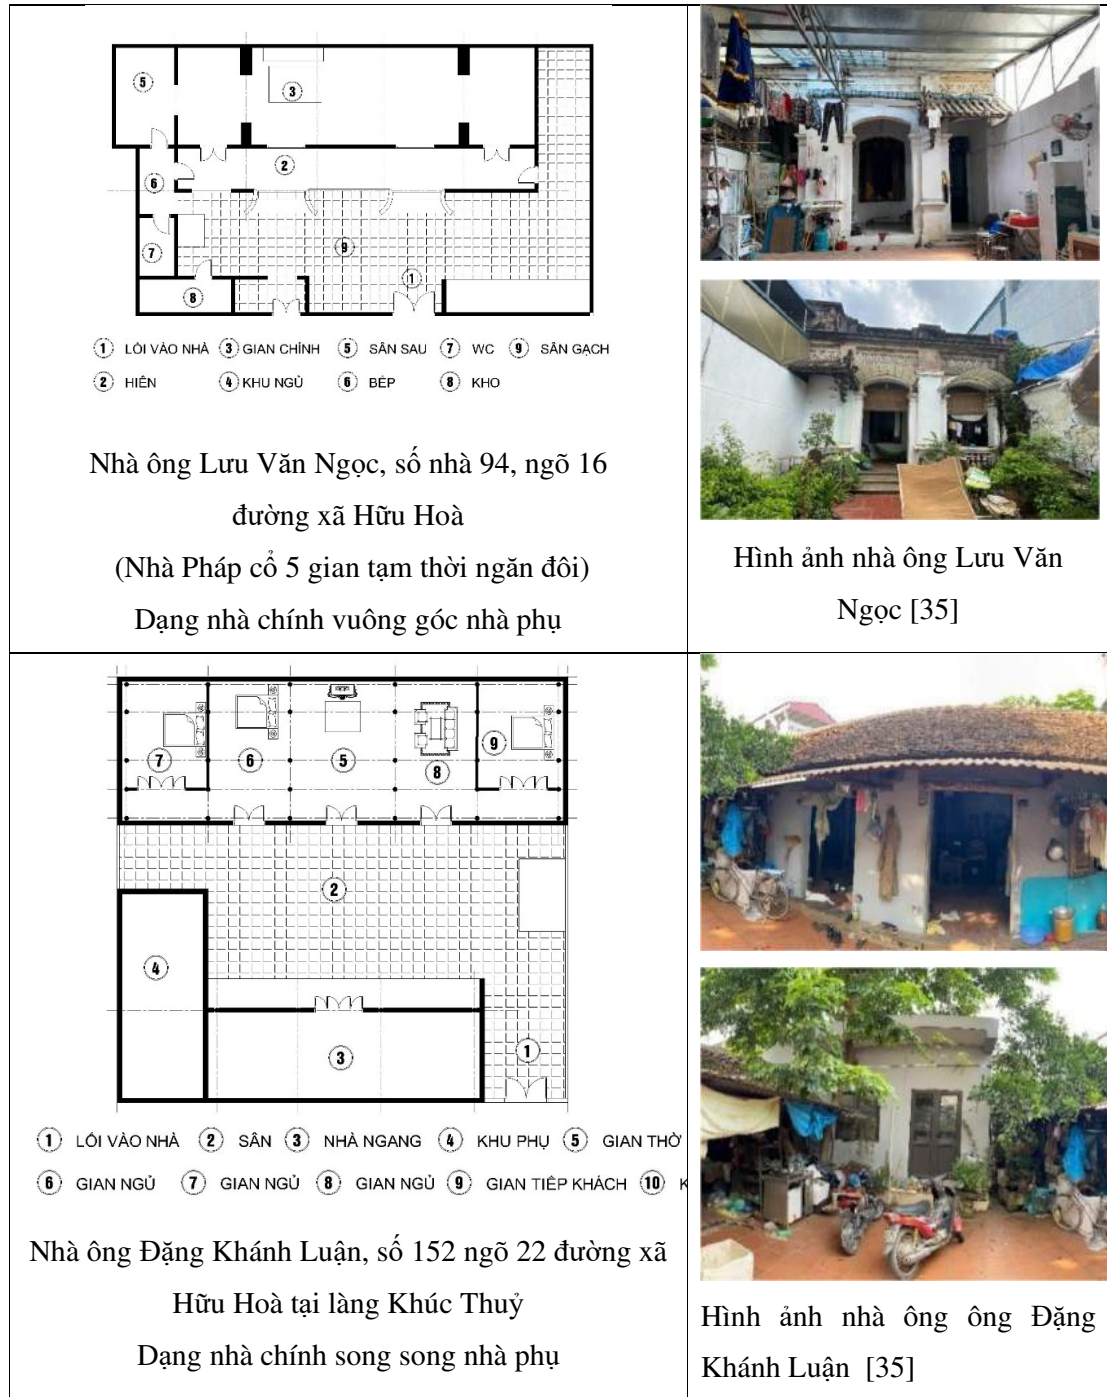 5
3
2
6
9
7
8
1
1 LỐI VÀO NHÀ 3 GIAN CHÍNH 5 SÂN SAU 7 WC 9 SÂN GẠCH
2 HIÊN 4 KHU NGỦ 6 BẾP 8 KHO
Nhà ông Lưu Văn Ngọc, số nhà 94, ngõ 16
đường xã Hữu Hoà
(Nhà Pháp cổ 5 gian tạm thời ngăn đôi)
Dạng nhà chính vuông góc nhà phụ
Hình ảnh nhà ông Lưu Văn
Ngọc [35]
9
7 6 5
8
2
4
3
1
1 LỐI VÀO NHÀ 2 SÂN 3 NHÀ NGANG 4 KHU PHỤ 5 GIAN THỜ
6 GIAN NGỦ 7 GIAN NGỦ 8 GIAN NGỦ 9 GIAN TIẾP KHÁCH 10 K
Nhà ông Đặng Khánh Luận, số 152 ngõ 22 đường xã
Hữu Hoà tại làng Khúc Thuỷ
Dạng nhà chính song song nhà phụ
Hình ảnh nhà ông ông Đặng
Khánh Luận [35]